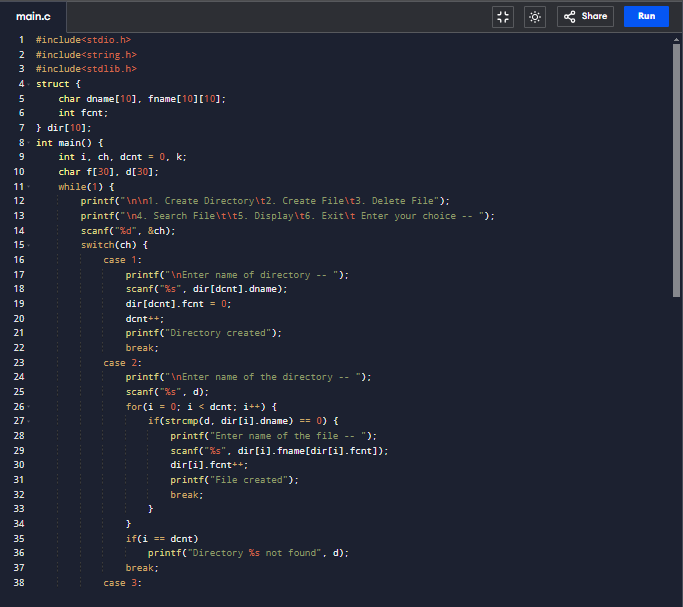 main.c Share Run
1 #include<stdio.h>
2 #include<string.h>
3 #include<stdlib.h>
4 struct {
5 char dname[10], fname[10][10];
6 int fcnt;
7 } dir[10];
8 int main() {
9 int i, ch, dcnt = 0, k;
10 char f[30], d[30];
11 while(1) {
12 printf("\n\n1. Create Directory\t2. Create File\t3. Delete File");
13 printf("\n4. Search File\t\t5. Display\t6. Exit\t Enter your choice -- ");
14 scanf("%d", &ch);
15 switch(ch) {
16 case 1:
17 printf("\nEnter name of directory -- ");
18 scanf("%s", dir[dcnt].dname);
19 dir[dcnt].fcnt = 0;
20 dcnt++;
21 printf("Directory created");
22 break;
23 case 2:
24 printf("\nEnter name of the directory -- ");
25 scanf("%s", d);
26 for(i = 0; i < dcnt; i++) {
27 if(strcmp(d, dir[i].dname) == 0) {
28 printf("Enter name of the file -- ");
29 scanf("%s", dir[i].fname[dir[i].fcnt]);
30 dir[i].fcnt++;
31 printf("File created");
32 break;
33 }
34 }
35 if(i == dcnt)
36 printf("Directory %s not found", d);
37 break;
38 case 3: